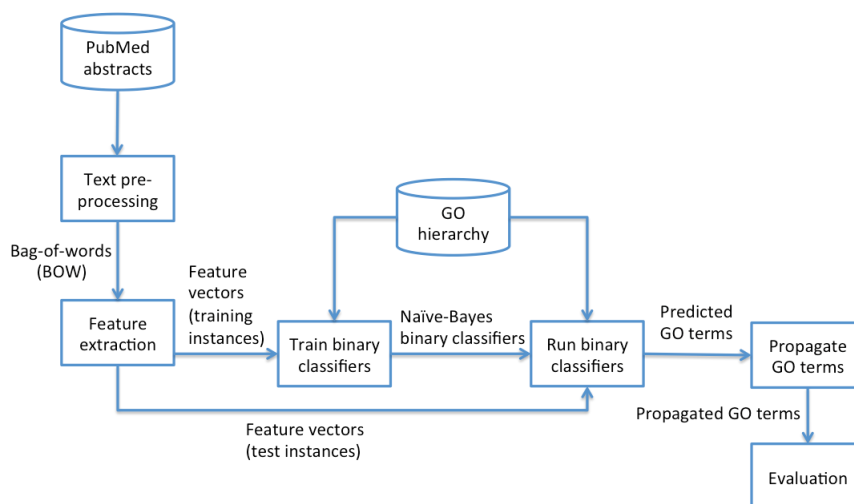 PubMed
abstracts
Text pre-
processing
Bag-of-words
(BOW)
Feature
extraction
Feature
vectors
(training
instances)
GO
hierarchy
Train binary
classifiers
Naïve-Bayes
binary classifiers
Run binary
classifiers
Predicted
GO terms
Propagate
GO terms
Feature vectors
(test instances)
Propagated GO terms
Evaluation